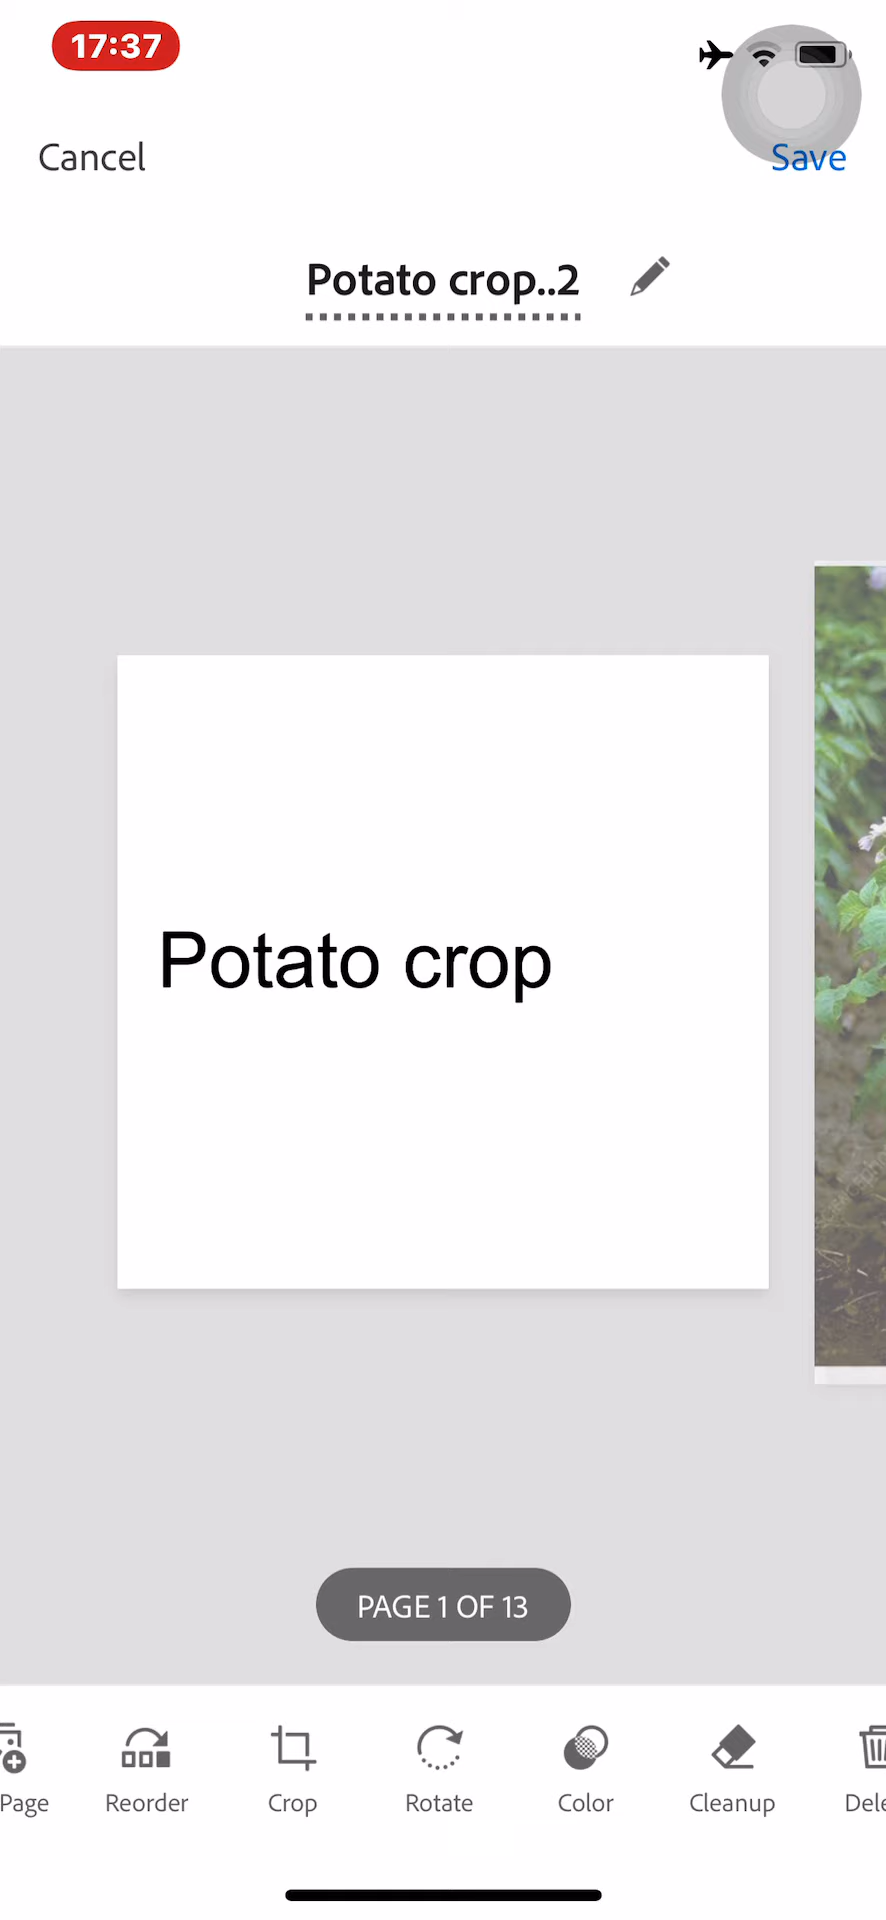 17:37
Cancel
Save
Potato crop..2
Potato crop
PAGE 1 OF 13
Page
Reorder
Crop
Rotate
Color
Cleanup
Dele